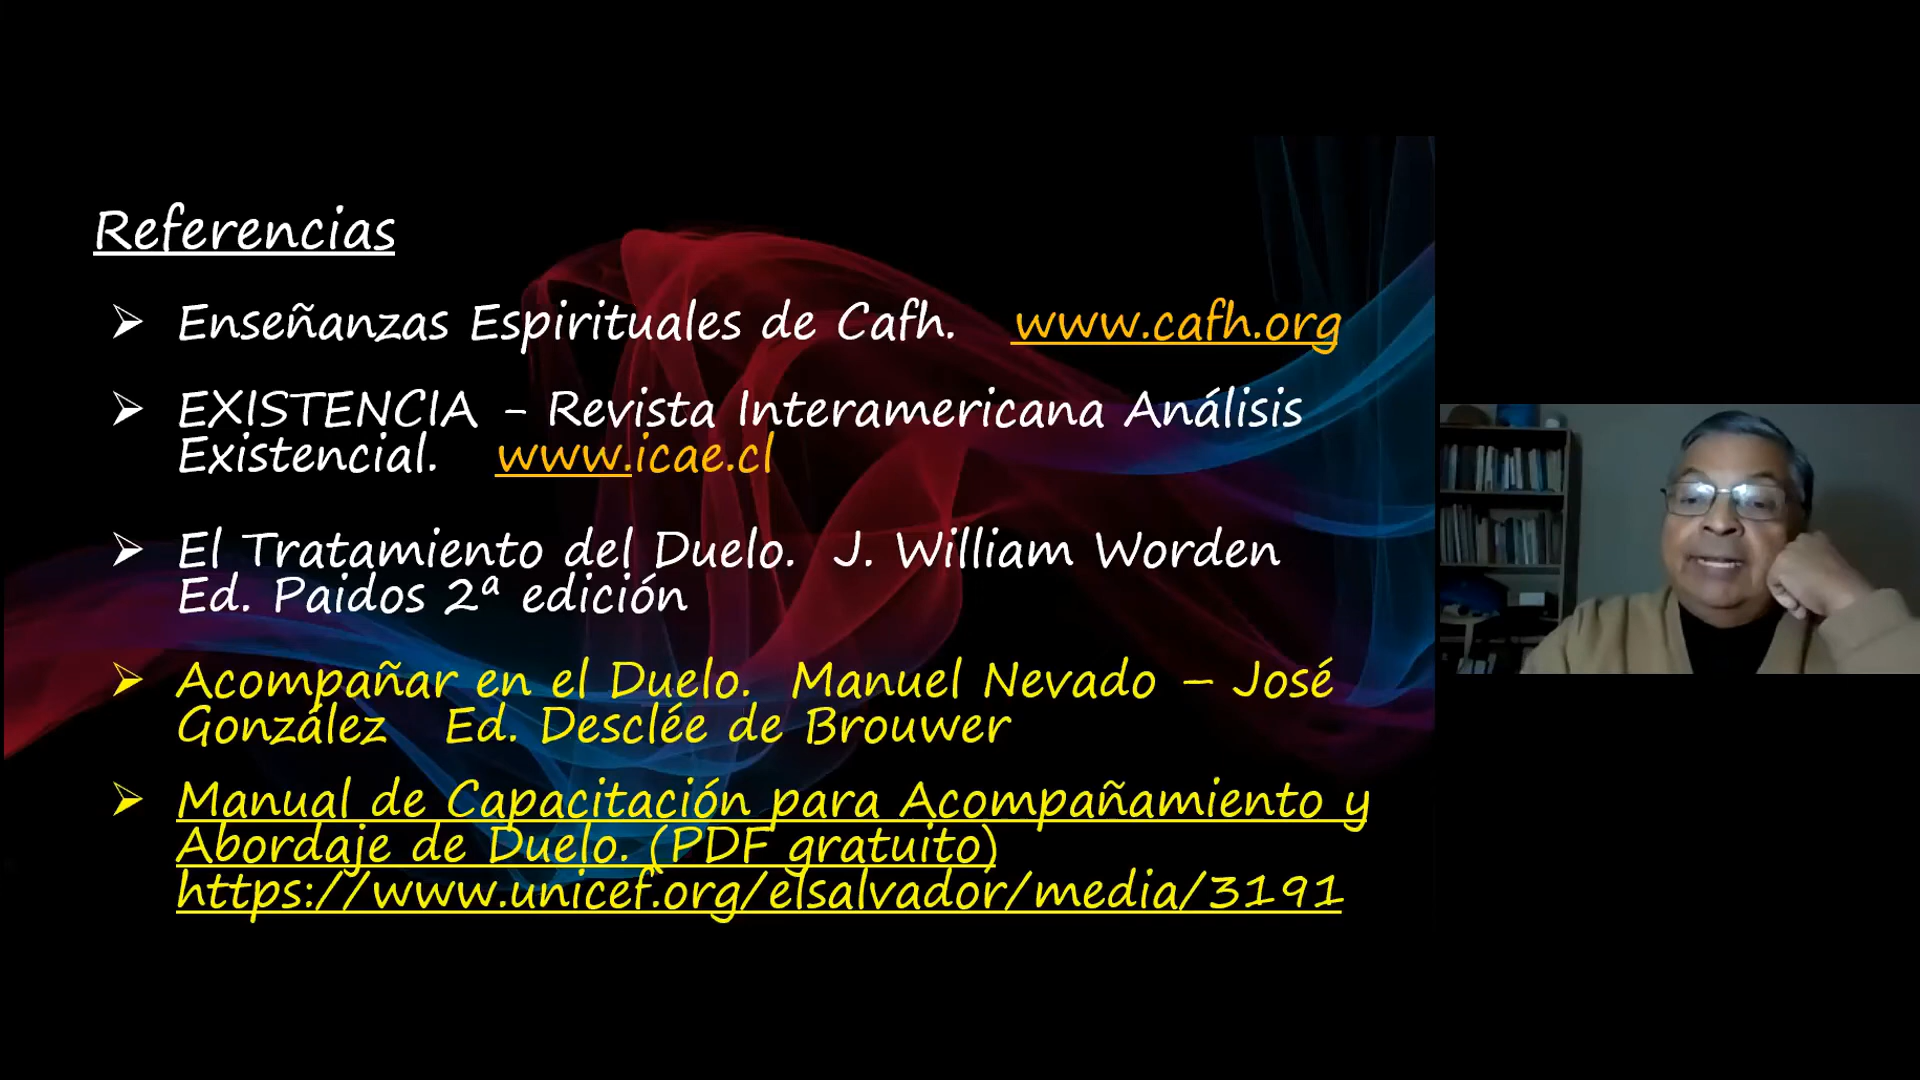 Referencias
➢ Enseñanzas Espirituales de Cafh. www.cafh.org
➢ EXISTENCIA - Revista Interamericana Análisis
Existencial. www.icae.cl
➢ El Tratamiento del Duelo. J. William Worden
Ed. Paidos 2ª edición
➢ Acompañar en el Duelo. Manuel Nevado – José
González Ed. Desclée de Brouwer
➢ Manual de Capacitación para Acompañamiento y
Abordaje de Duelo. (PDF gratuito)
https://www.unicef.org/elsalvador/media/3191